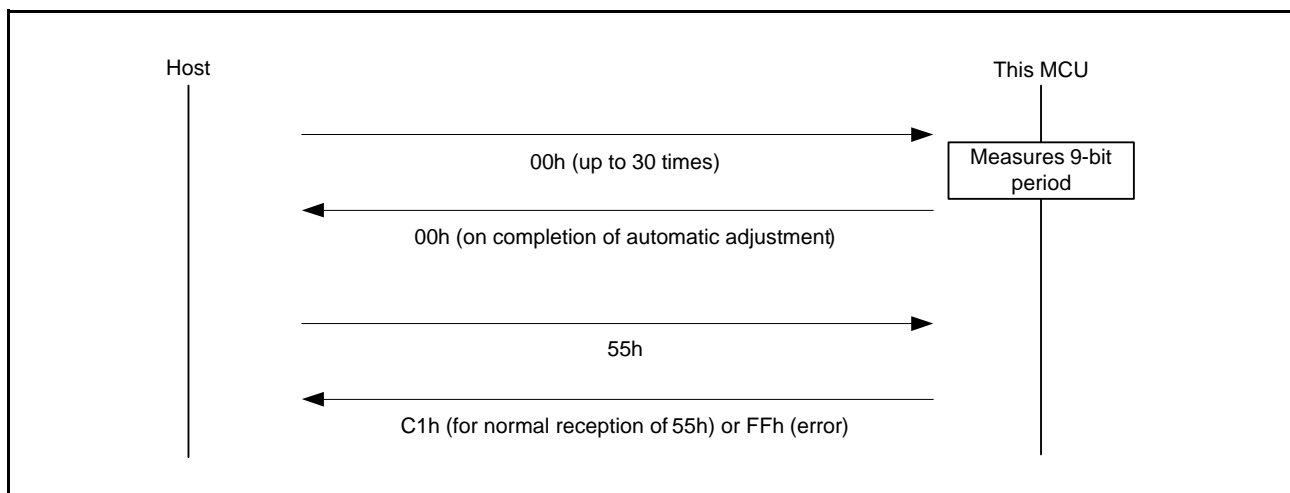 Host
This MCU
00h (up to 30 times)
Measures 9-bit
period
00h (on completion of automatic adjustment)
55h
C1h (for normal reception of 55h) or FFh (error)